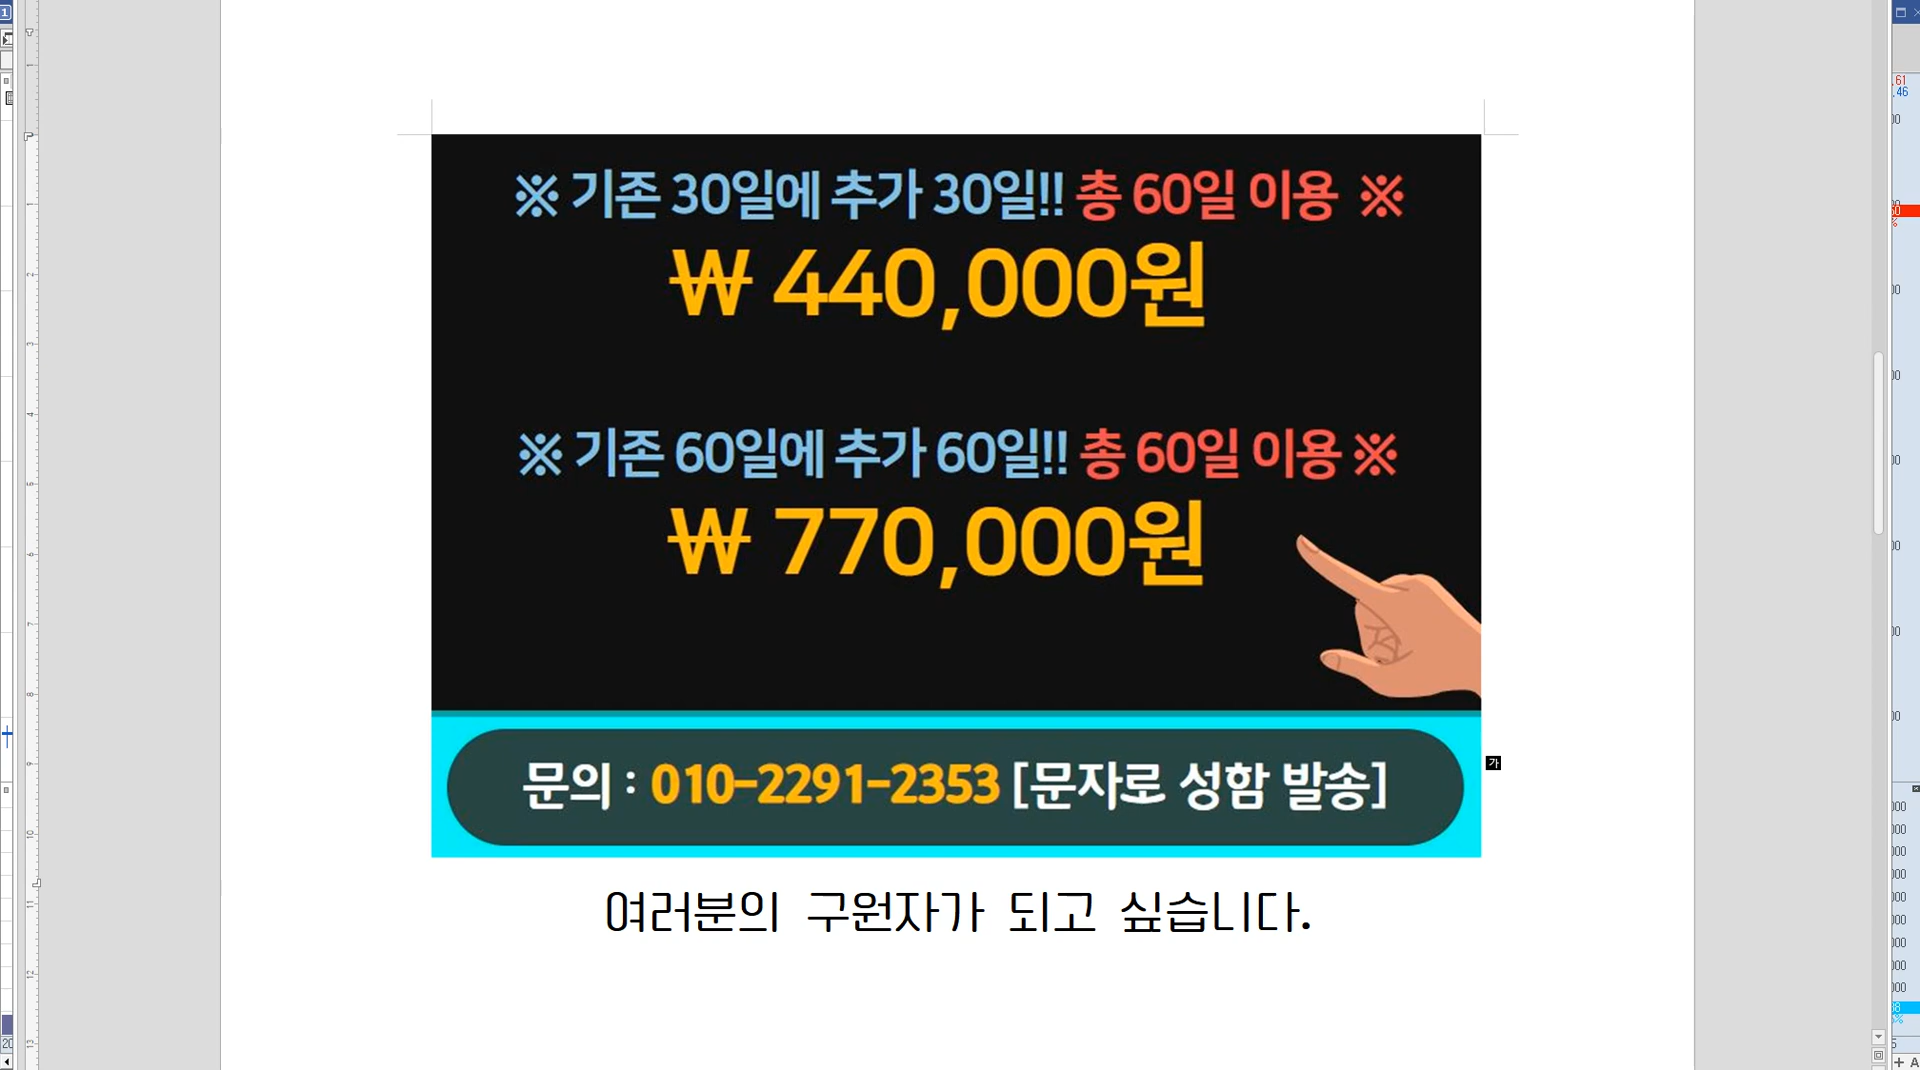 ※ 기존 30일에 추가 30일!! 총 60일 이용 ※
₩ 440,000원
※ 기존 60일에 추가 60일!! 총 60일 이용 ※
₩ 770,000원
문의 : 010-2291-2353 [문자로 성함 발송]
가
여러분의 구원자가 되고 싶습니다.